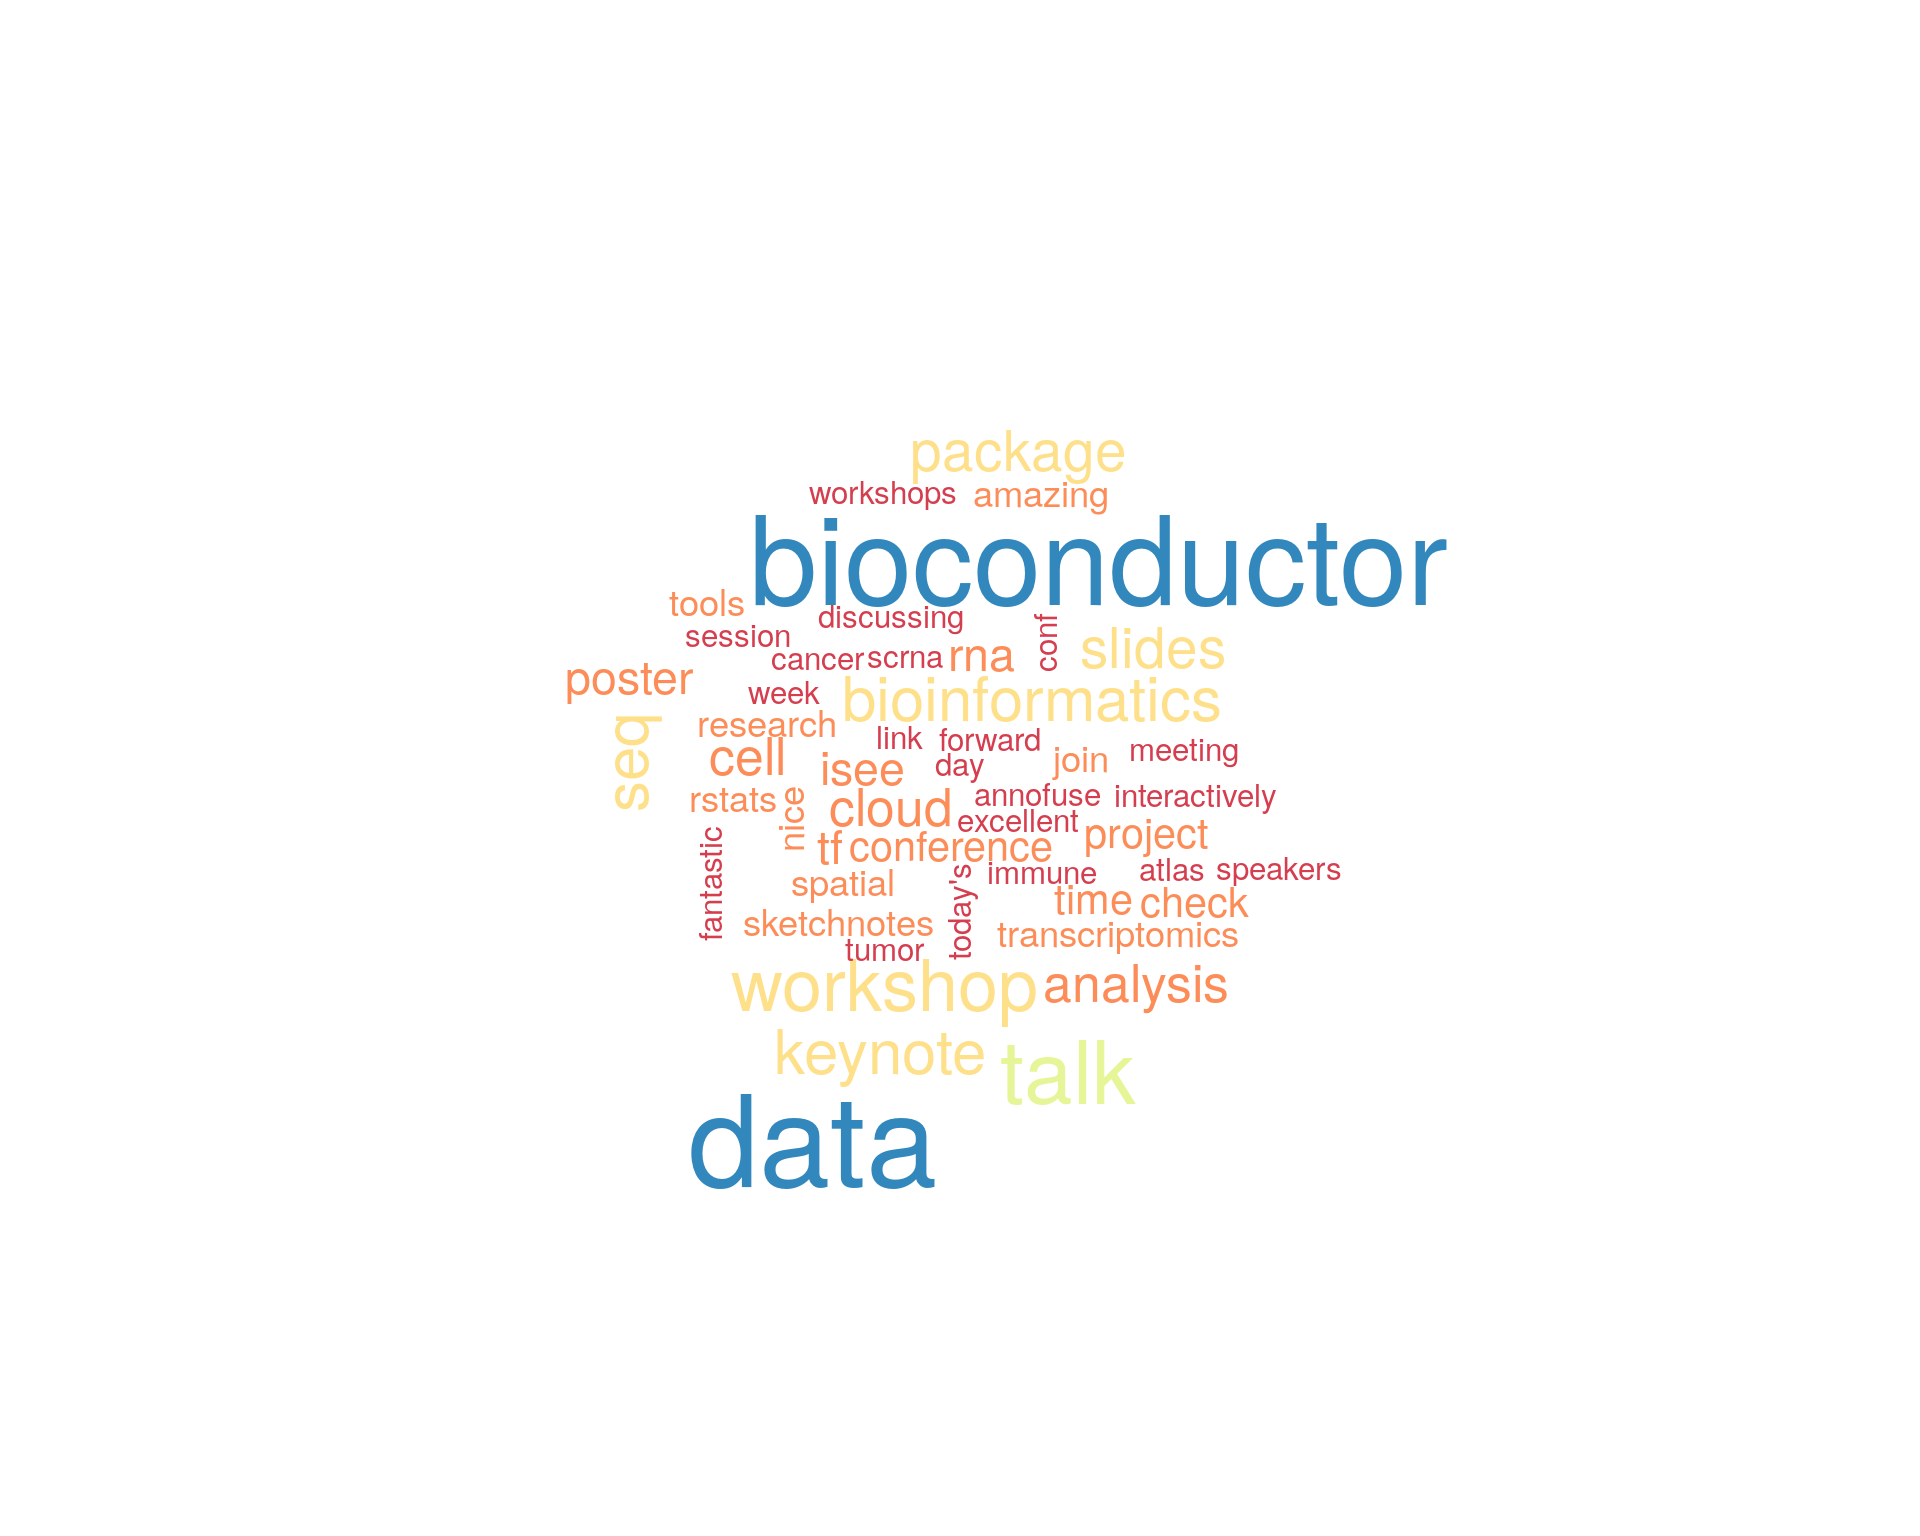 package
workshops amazing
bioconductor
tools
discussing
conf
session
cancer scrna rna
slides
poster
week
bioinformatics
seq
research
link forward
cell
isee
day
join
meeting
rstats
nice
cloud
annofuse
interactively
excellent
project
tf conference
fantastic
spatial
today's
immune
atlas speakers
time check
sketchnotes
transcriptomics
tumor
workshop analysis
keynote
talk
data